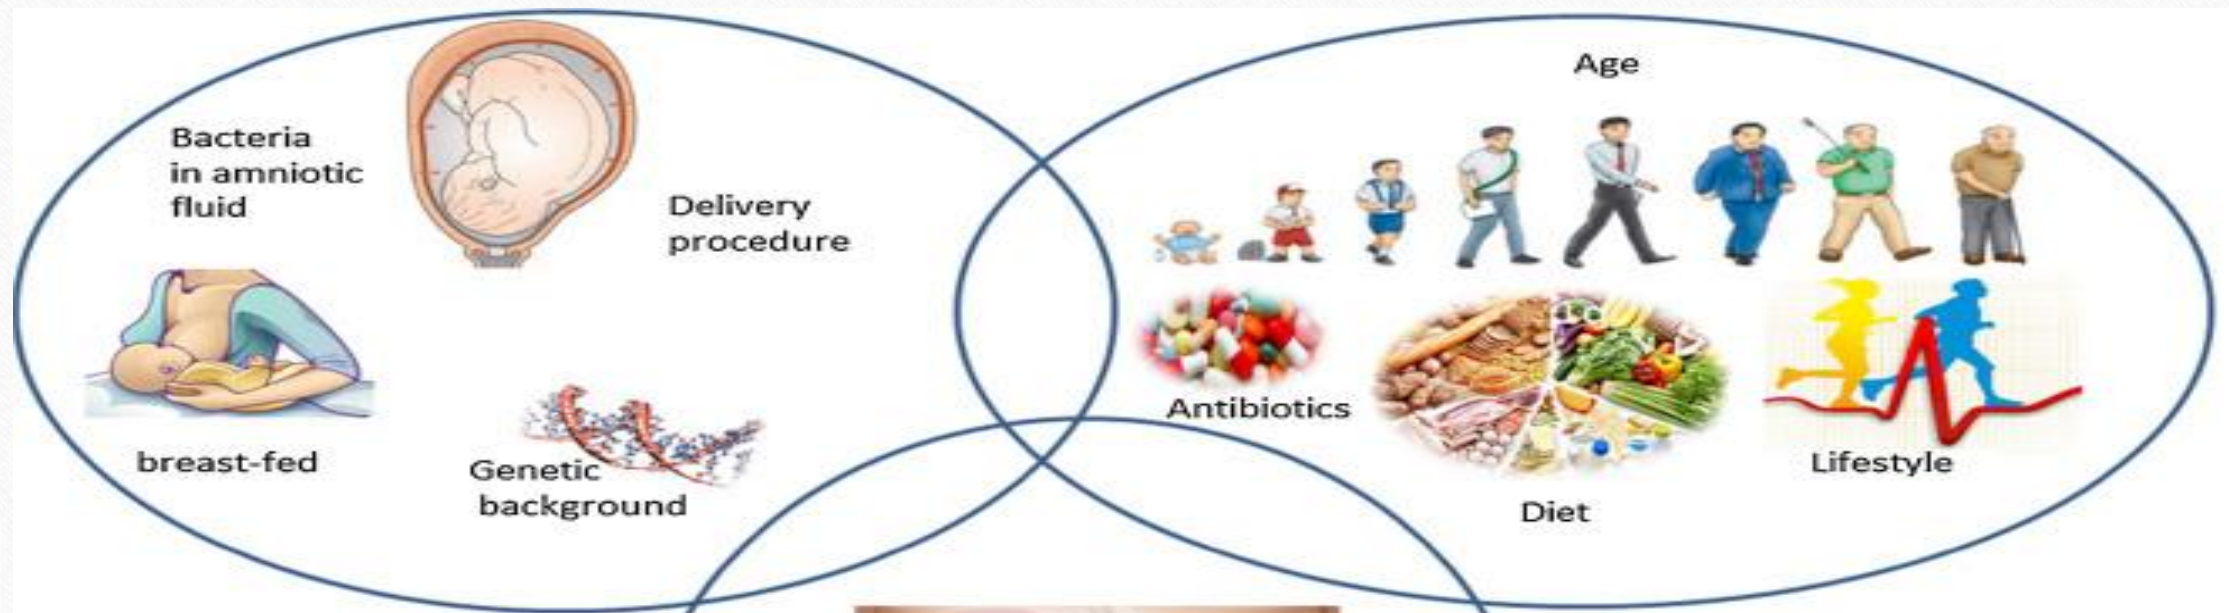 Bacteria
in amniotic
fluid
Delivery
procedure
breast-fed
Genetic
background
Age
Antibiotics
Diet
Lifestyle